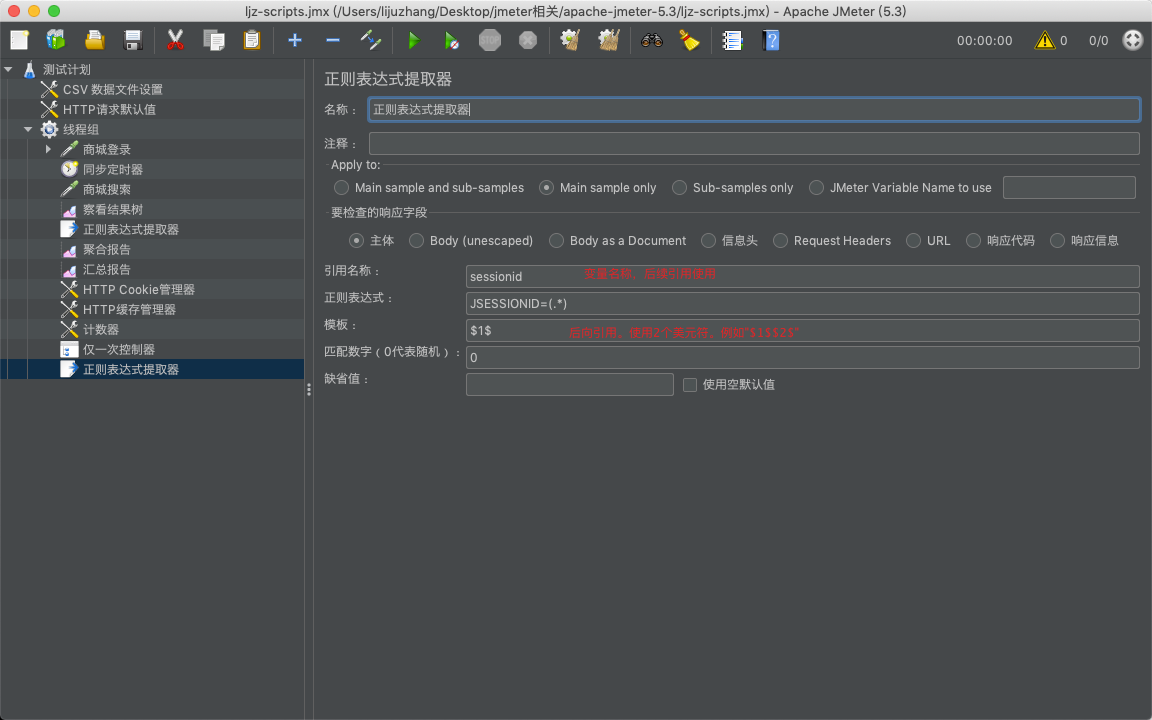 ljz-scripts.jmx (/Users/lijuzhang/Desktop/jmeter相关/apache-jmeter-5.3/ljz-scripts.jmx) - Apache JMeter (5.3)
STOP 00:00:00 0 0/0
测试计划
CSV 数据文件设置
HTTP请求默认值
线程组
商城登录
同步定时器
商城搜索
察看结果树
正则表达式提取器
聚合报告
汇总报告
HTTP Cookie管理器
HTTP缓存管理器
计数器
仅一次控制器
正则表达式提取器
正则表达式提取器
名称： 正则表达式提取器
注释：
Apply to:
Main sample and sub-samples Main sample only Sub-samples only JMeter Variable Name to use
要检查的响应字段
主体 Body (unescaped) Body as a Document 信息头 Request Headers URL 响应代码 响应信息
引用名称： sessionid 变量名称，后续引用使用
正则表达式： JSESSIONID=(.*)
模板： $1$ 后向引用，使用2个美元符，例如“$1$$2$”
匹配数字（0代表随机）： 0
缺省值： 使用空默认值